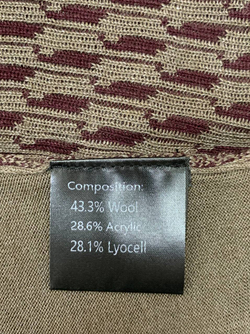 Composition:
43.3% Wool
28.6% Acrylic
28.1% Lyocell